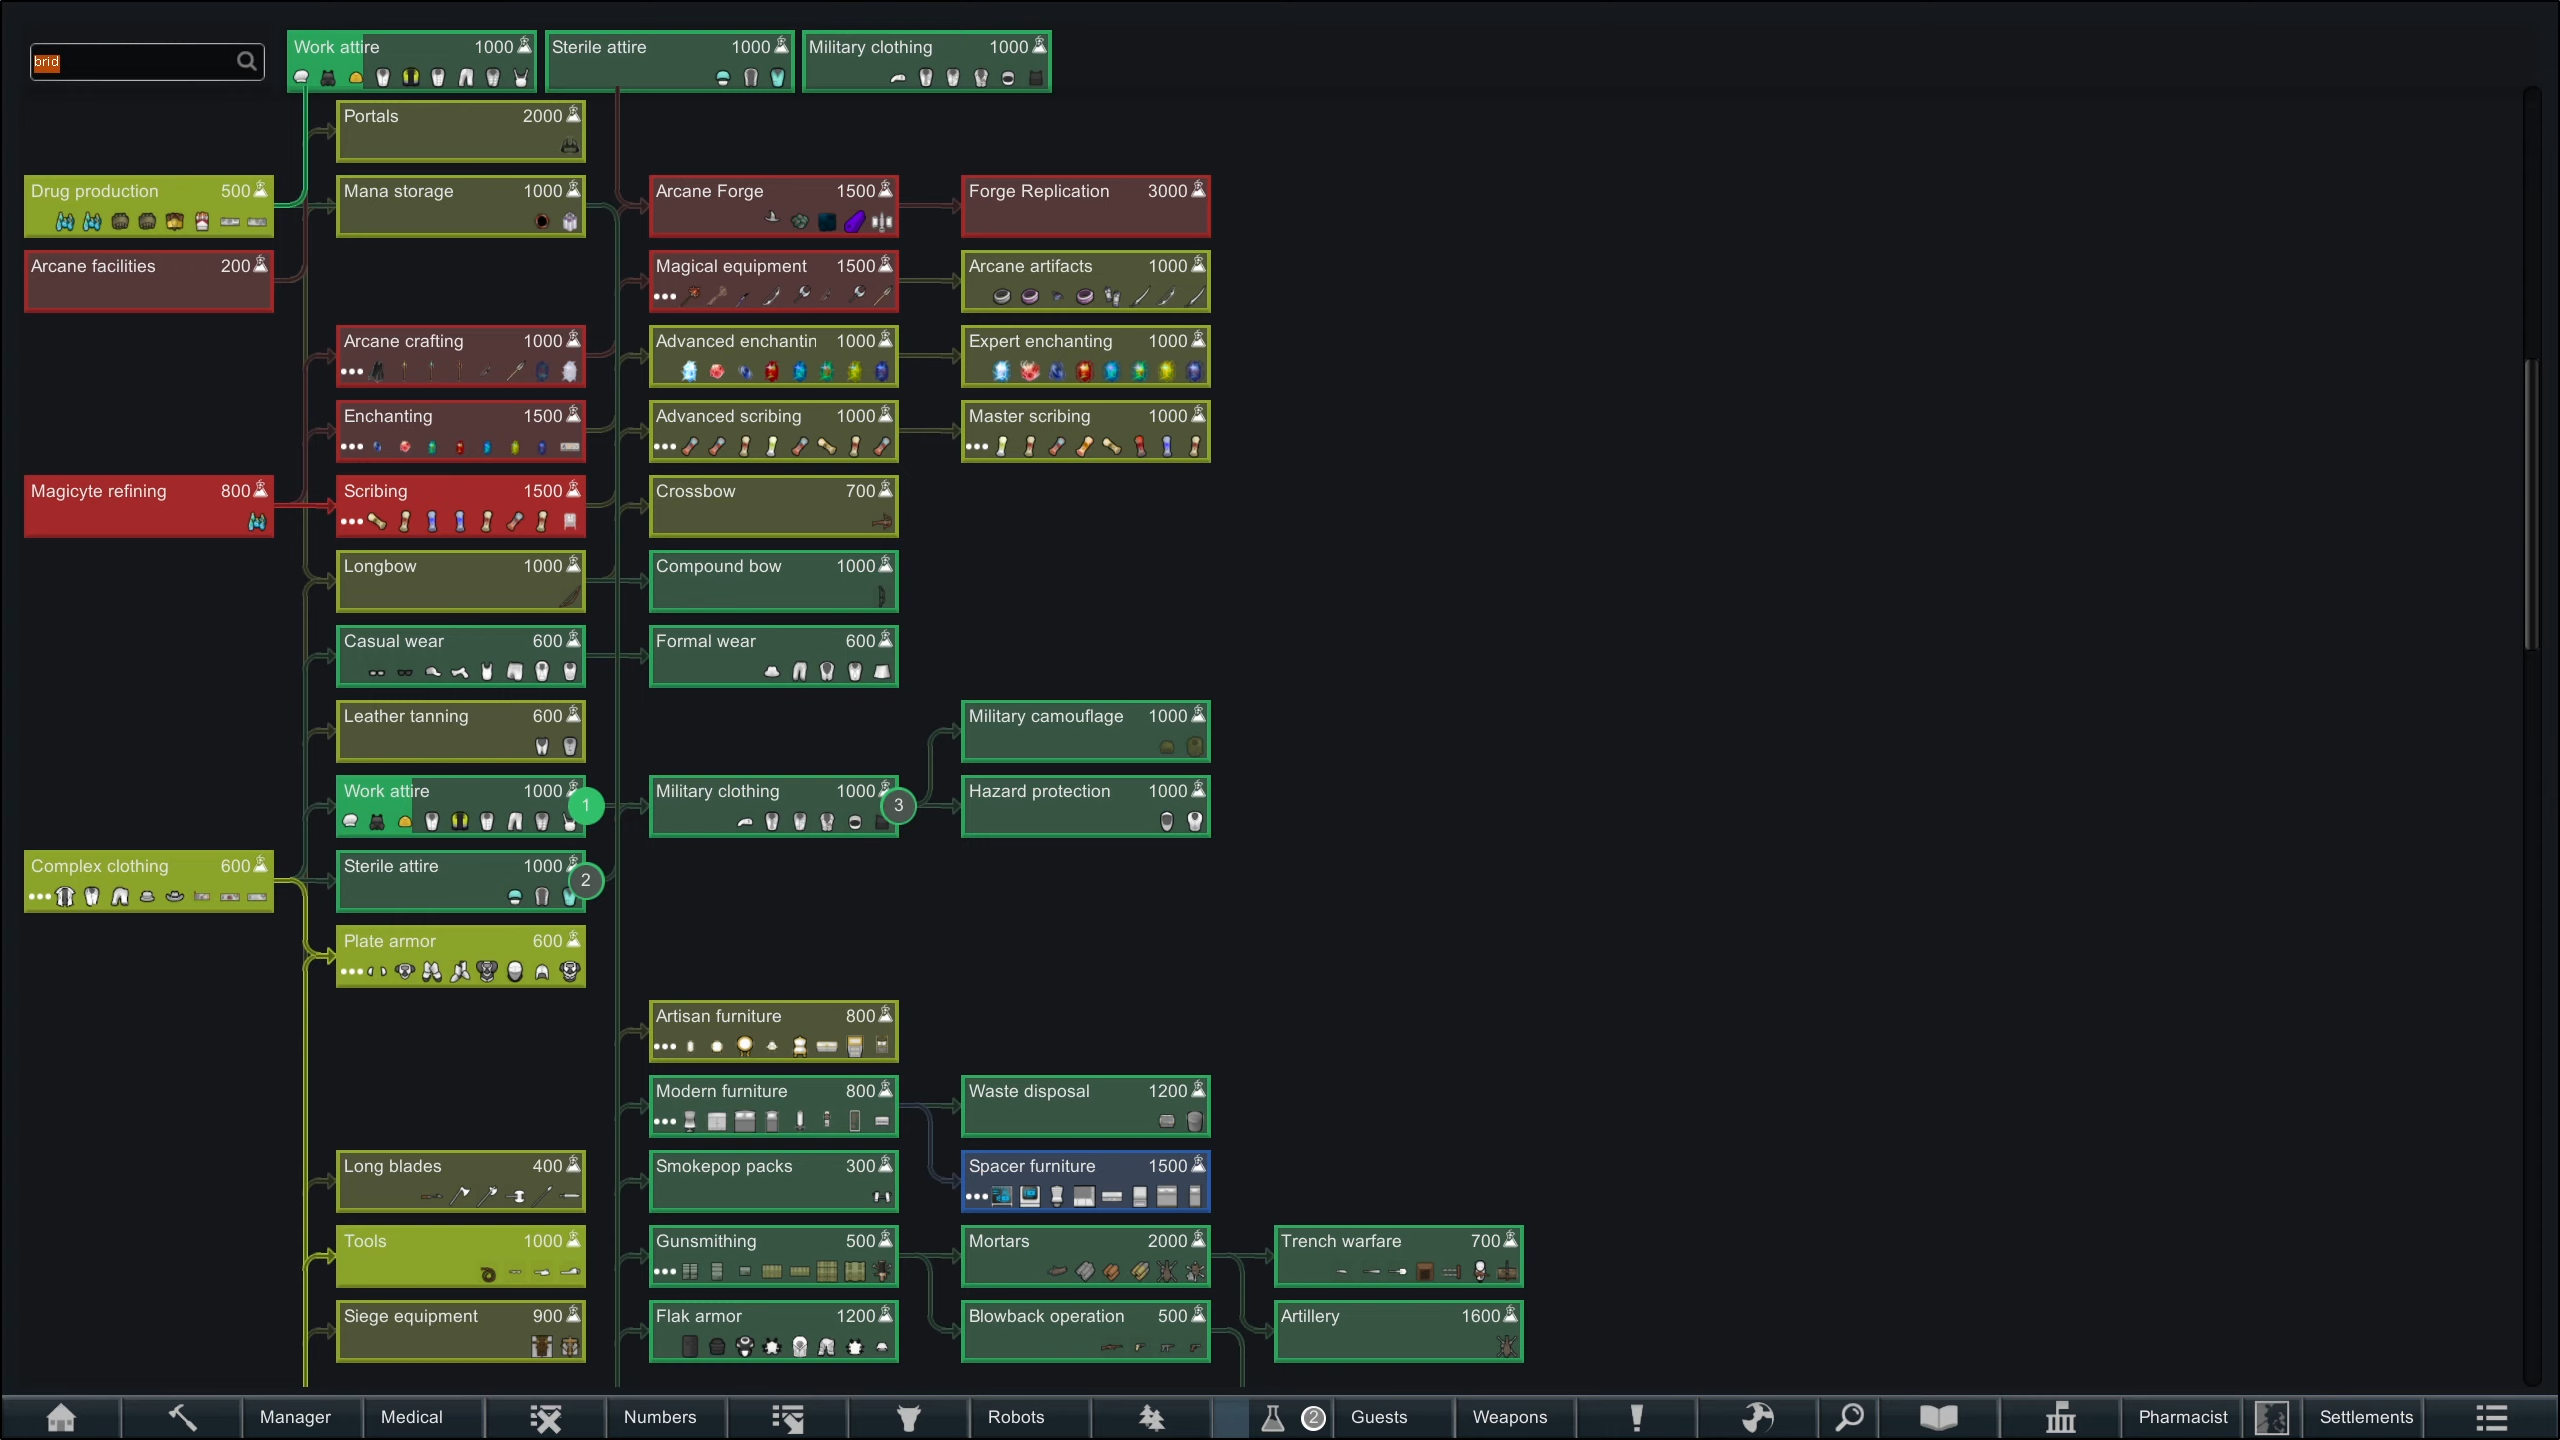 Work attire 1000
Sterile attire 1000
Military clothing 1000
brid
Portals 2000
Drug production 500
Mana storage 1000
Arcane Forge 1500
Forge Replication 3000
Arcane facilities 200
Magical equipment 1500
Arcane artifacts 1000
Arcane crafting 1000
Advanced enchantin 1000
Expert enchanting 1000
Enchanting 1500
Advanced scribing 1000
Master scribing 1000
Magicyte refining 800
Scribing 1500
Crossbow 700
Longbow 1000
Compound bow 1000
Casual wear 600
Formal wear 600
Leather tanning 600
Military camouflage 1000
Work attire 1000
1
Military clothing 1000
3
Hazard protection 1000
Complex clothing 600
Sterile attire 1000
2
Plate armor 600
Artisan furniture 800
Modern furniture 800
Waste disposal 1200
Long blades 400
Smokepop packs 300
Spacer furniture 1500
Tools 1000
Gunsmithing 500
Mortars 2000
Trench warfare 700
Siege equipment 900
Flak armor 1200
Blowback operation 500
Artillery 1600
Manager Medical Numbers Robots 2 Guests Weapons ! Pharmacist Settlements